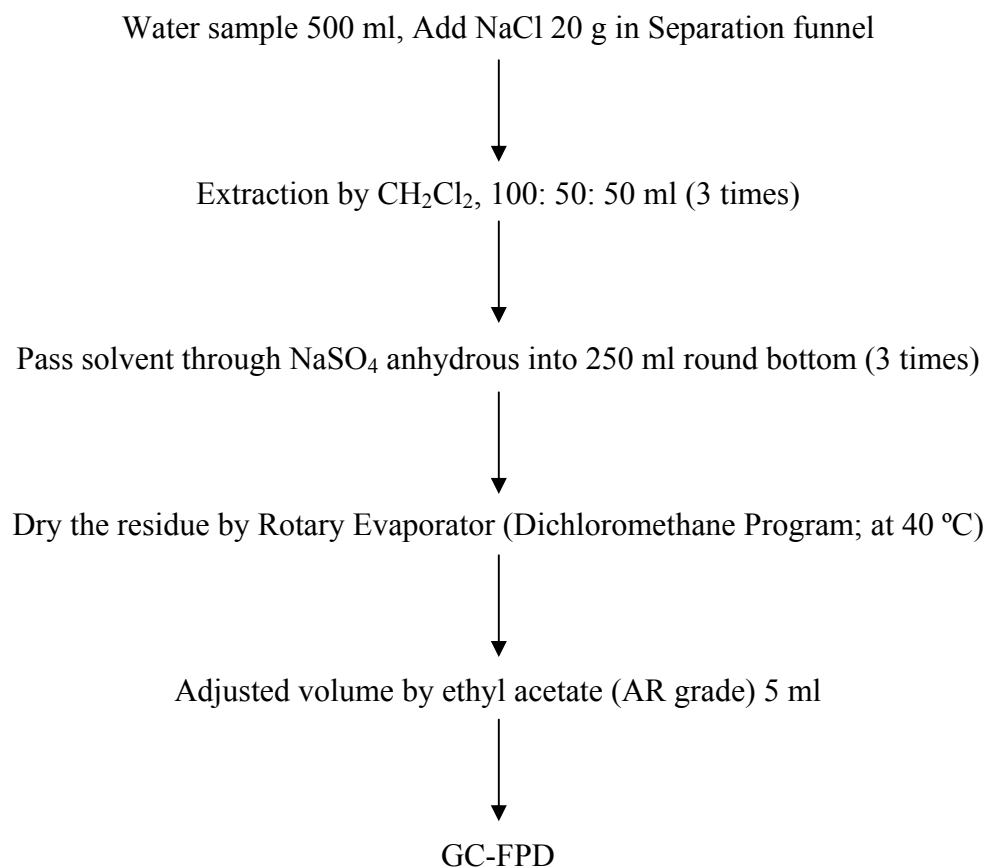 Water sample 500 ml, Add NaCl 20 g in Separation funnel
Extraction by CH₂Cl₂, 100: 50: 50 ml (3 times)
Pass solvent through NaSO₄ anhydrous into 250 ml round bottom (3 times)
Dry the residue by Rotary Evaporator (Dichloromethane Program; at 40 ºC)
Adjusted volume by ethyl acetate (AR grade) 5 ml
GC-FPD